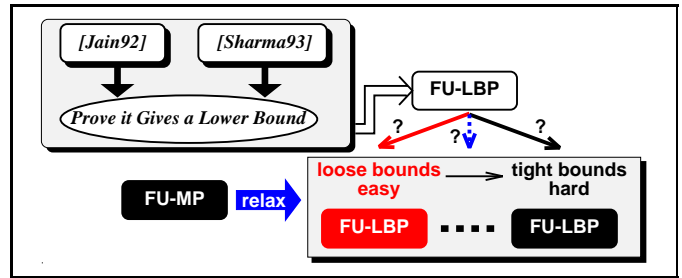 [Jain92]
[Sharma93]
Prove it Gives a Lower Bound
FU-LBP
?
?
?
loose bounds
easy
tight bounds
hard
FU-MP
relax
FU-LBP
FU-LBP